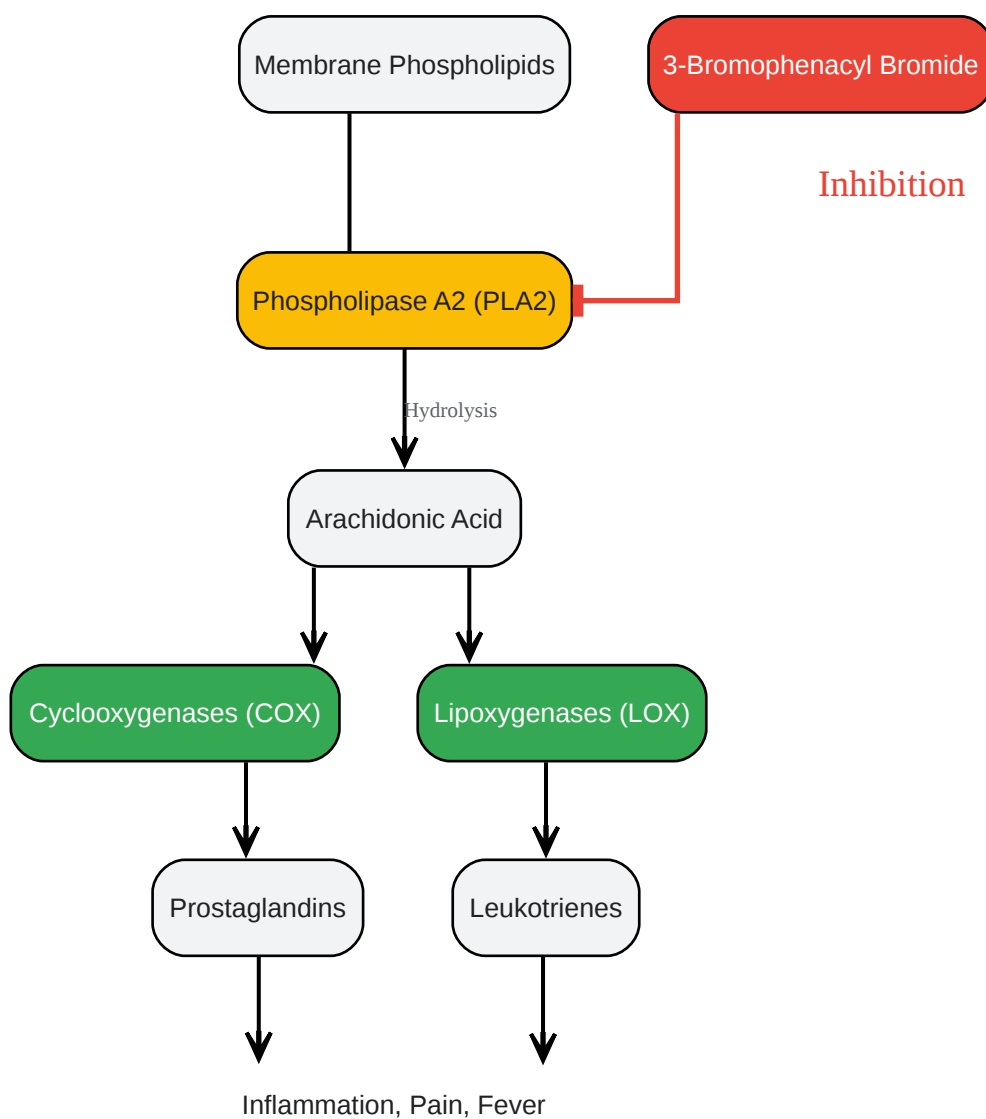 Membrane Phospholipids
3-Bromophenacyl Bromide
Inhibition
Phospholipase A2 (PLA2)
Hydrolysis
Arachidonic Acid
Cyclooxygenases (COX)
Lipoxygenases (LOX)
Prostaglandins
Leukotrienes
Inflammation, Pain, Fever